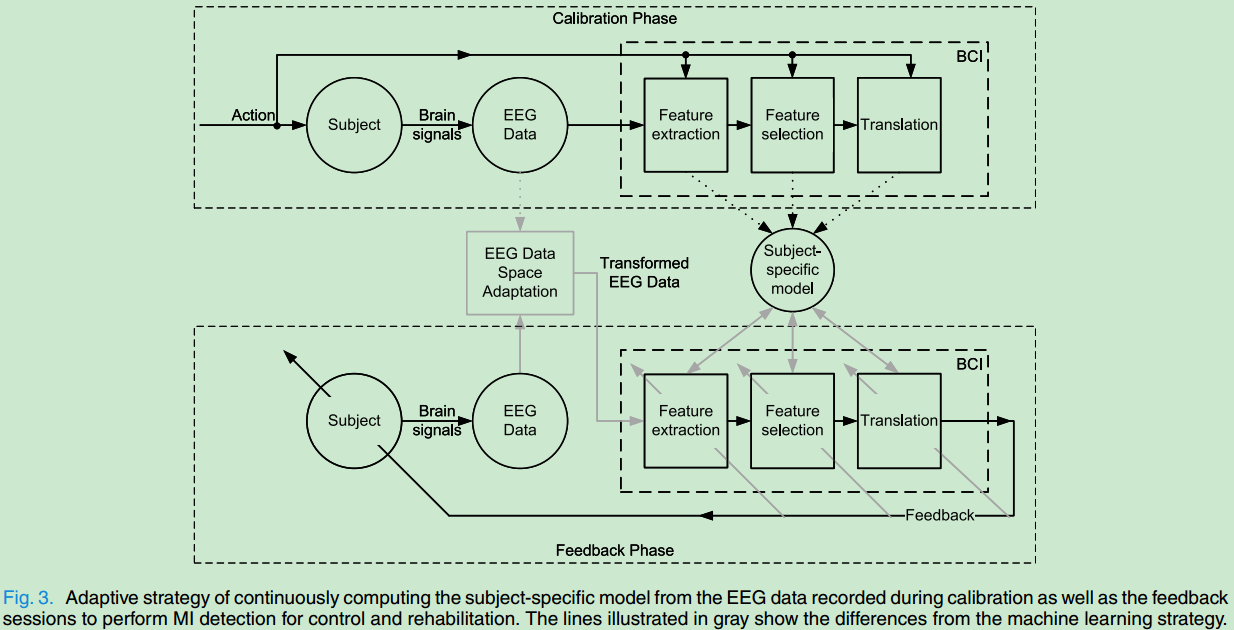 Calibration Phase
BCI
Action
Subject
Brain
signals
EEG
Data
Feature
extraction
Feature
selection
Translation
EEG Data
Space
Adaptation
Transformed
EEG Data
Subject-
specific
model
BCI
Subject
Brain
signals
EEG
Data
Feature
extraction
Feature
selection
Translation
Feedback
Feedback Phase
Fig. 3. Adaptive strategy of continuously computing the subject-specific model from the EEG data recorded during calibration as well as the feedback
sessions to perform MI detection for control and rehabilitation. The lines illustrated in gray show the differences from the machine learning strategy.